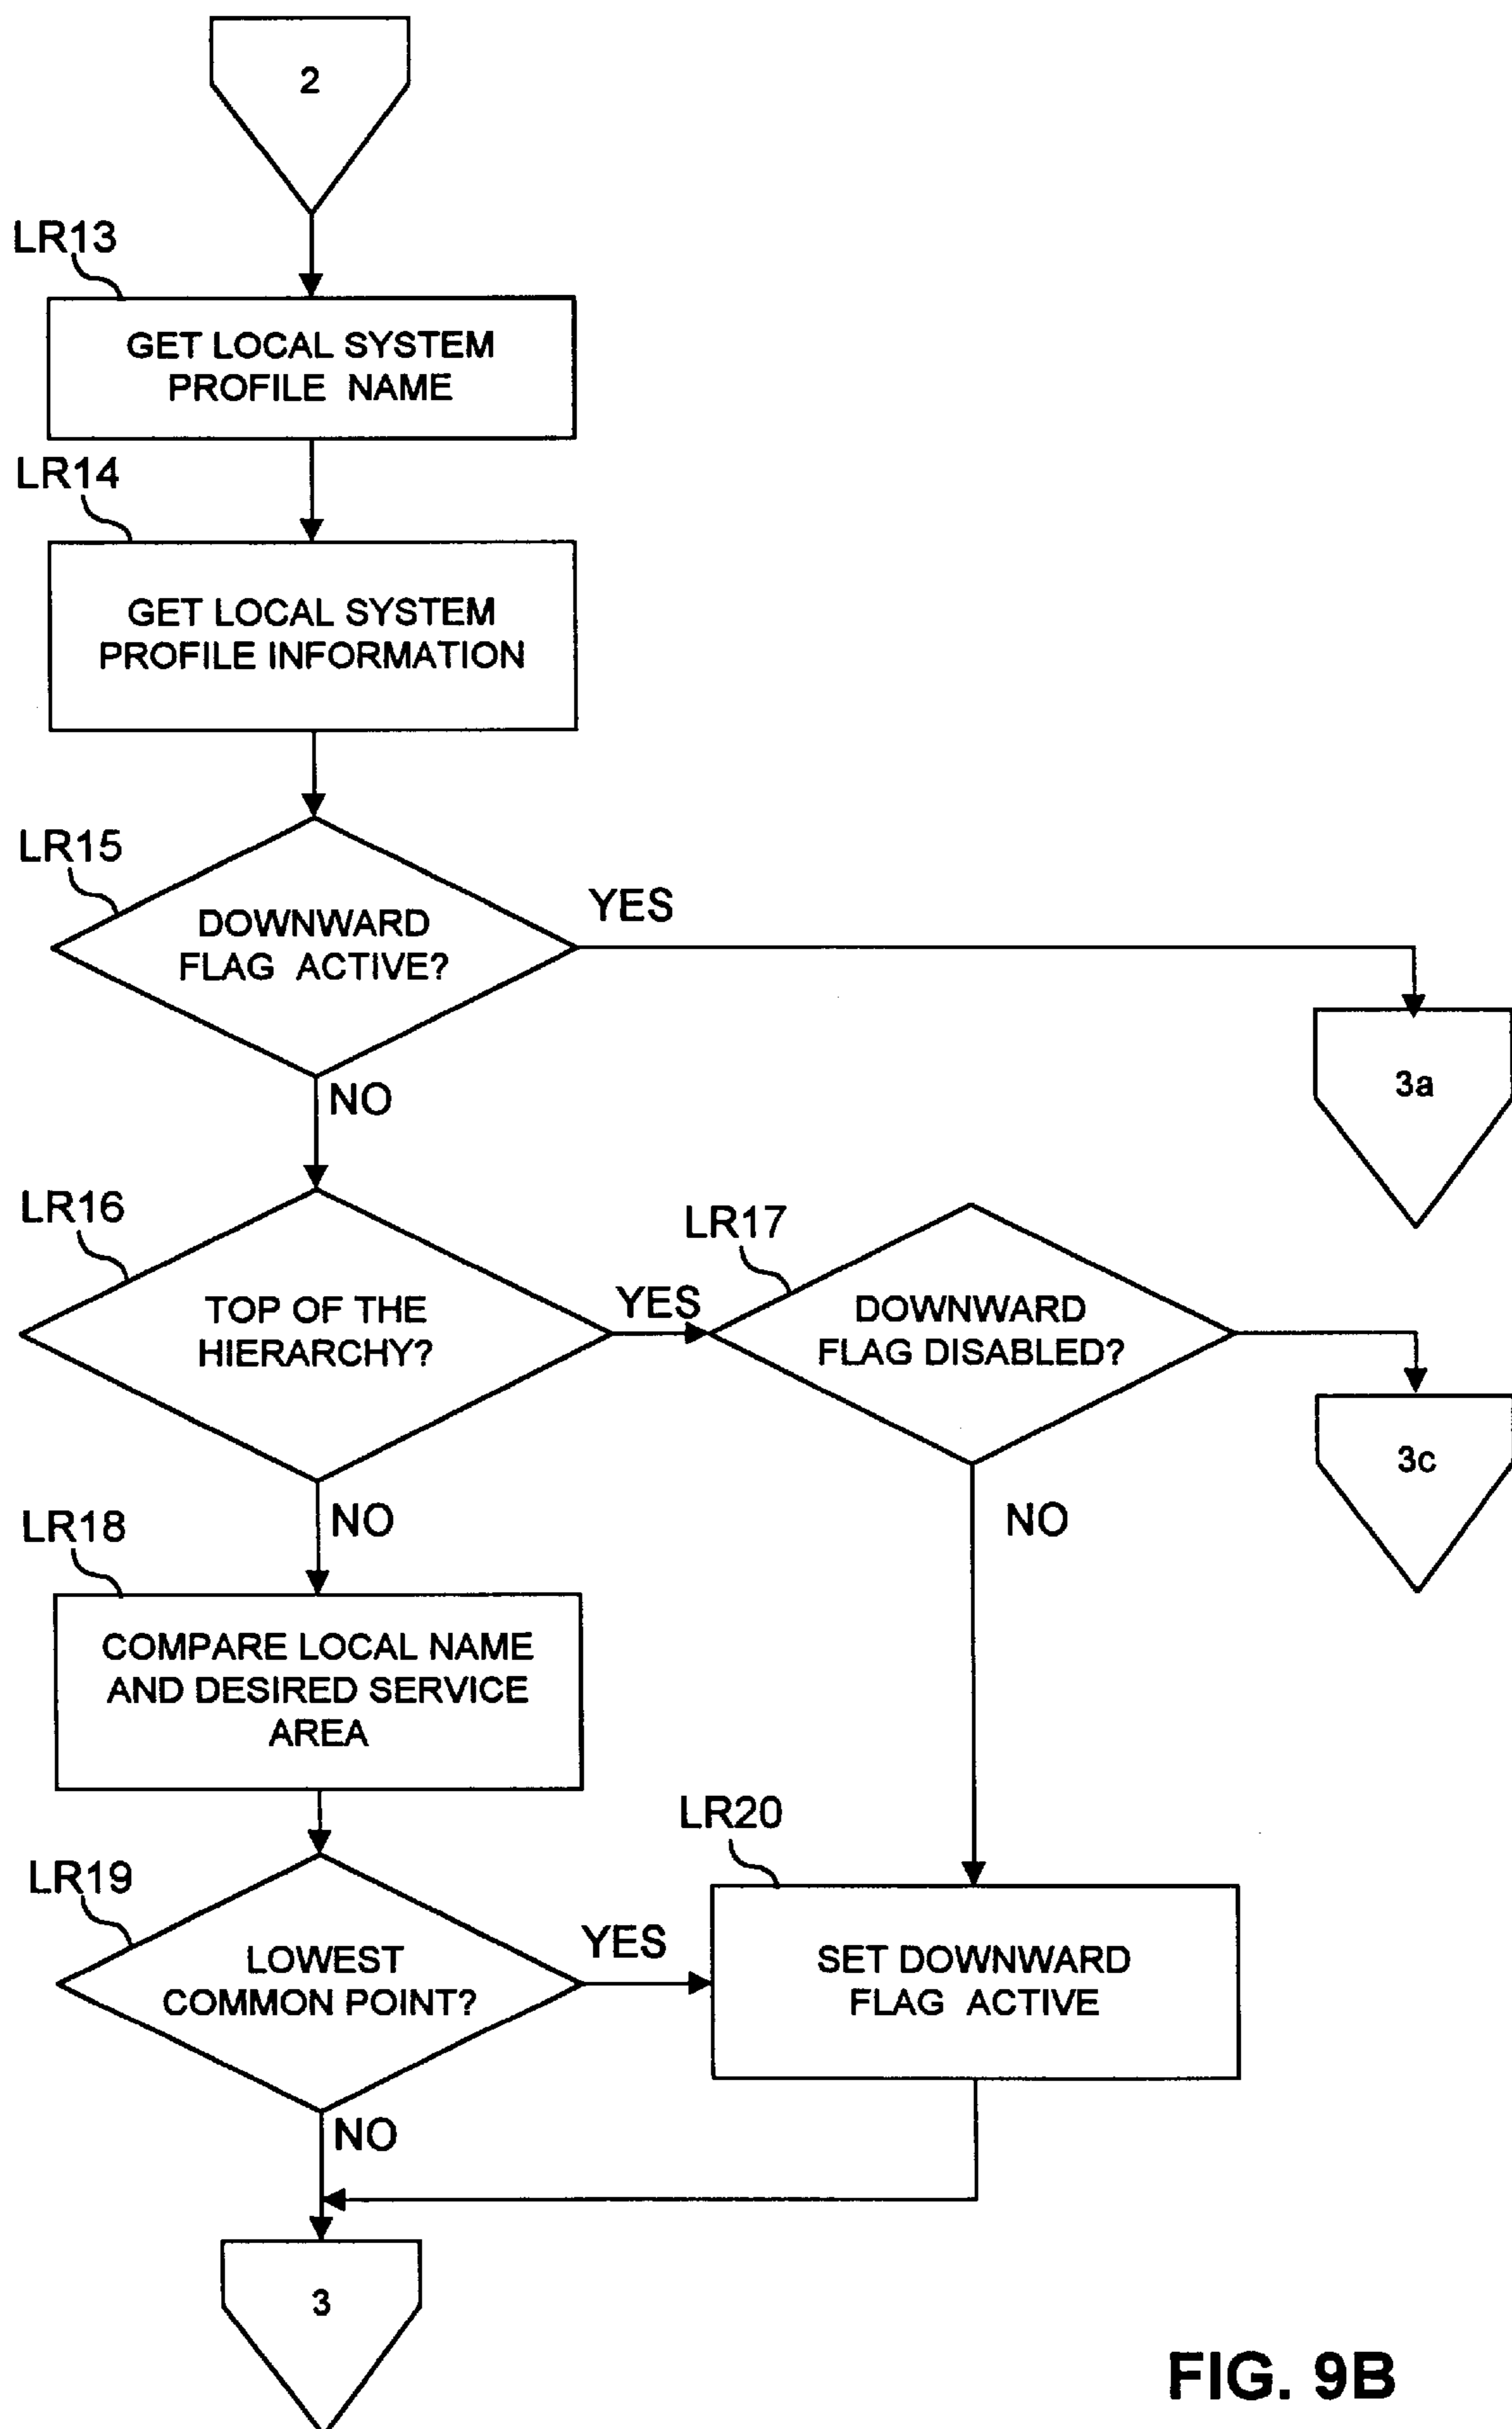 2
LR13
GET LOCAL SYSTEM
PROFILE NAME
LR14
GET LOCAL SYSTEM
PROFILE INFORMATION
LR15
DOWNWARD
FLAG ACTIVE?
YES
3a
NO
LR16
TOP OF THE
HIERARCHY?
YES
LR17
DOWNWARD
FLAG DISABLED?
3c
NO
NO
LR18
COMPARE LOCAL NAME
AND DESIRED SERVICE
AREA
LR19
LOWEST
COMMON POINT?
YES
LR20
SET DOWNWARD
FLAG ACTIVE
NO
3
FIG. 9B